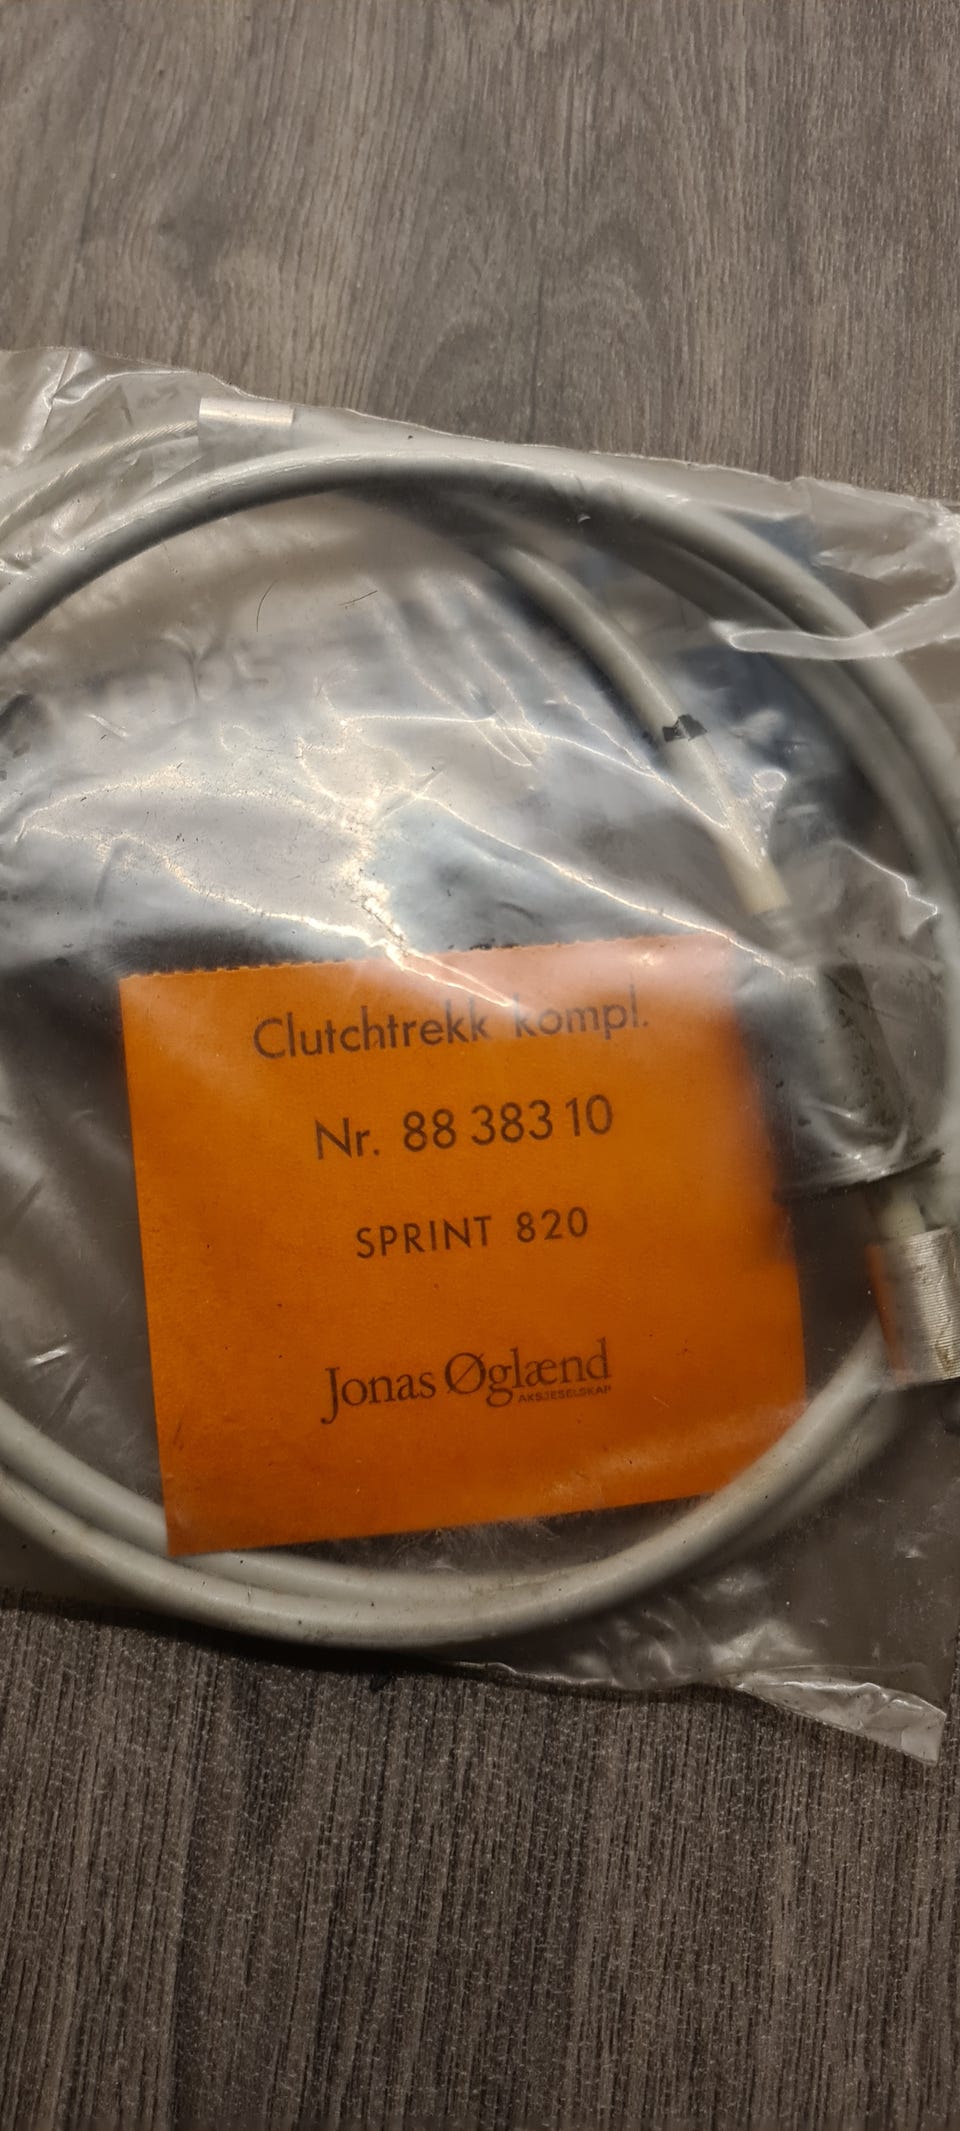 Clutchtrekk kompl.
Nr. 88 383 10
SPRINT 820
Jonas Øglænd
AKSJESELSKAP